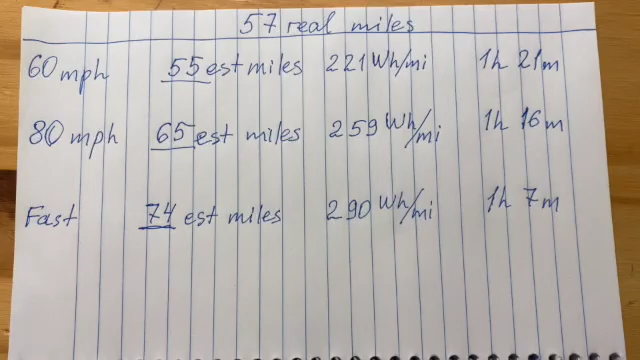 57 real miles
60 mph 55 est miles 221 Wh/mi 1h 21m
80 mph 65 est miles 259 Wh/mi 1h 16m
Fast 74 est miles 290 Wh/mi 1h 7m